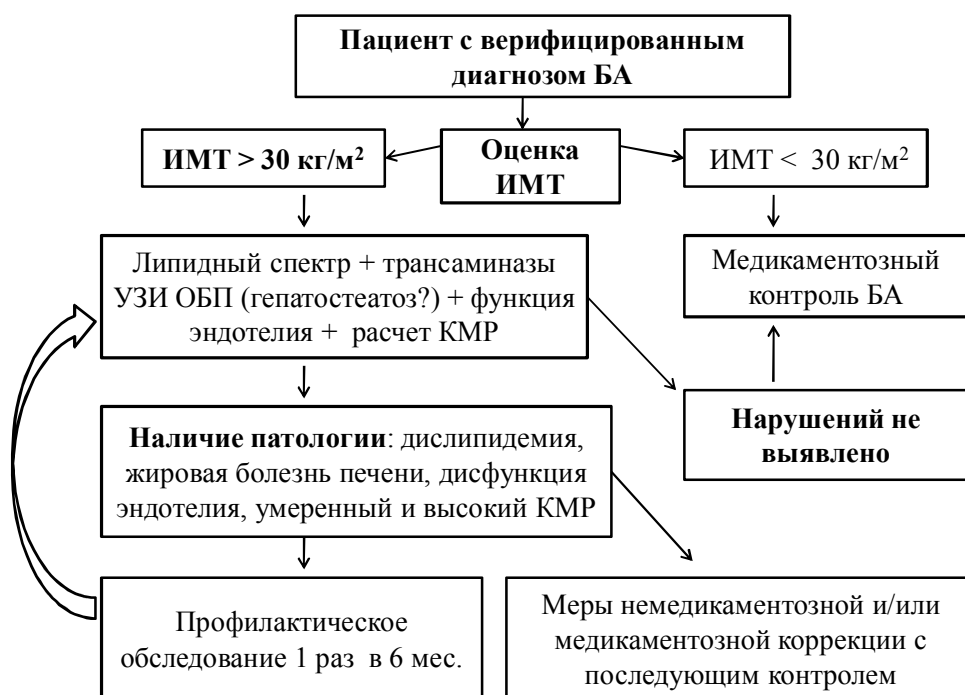 Пациент с верифицированным
диагнозом БА
ИМТ > 30 кг/м²
Оценка
ИМТ
ИМТ < 30 кг/м²
Липидный спектр + трансаминазы
УЗИ ОБП (гепатостеатоз?) + функция
эндотелия + расчет КМР
Медикаментозный
контроль БА
Наличие патологии: дислипидемия,
жировая болезнь печени, дисфункция
эндотелия, умеренный и высокий КМР
Нарушений не
выявлено
Профилактическое
обследование 1 раз в 6 мес.
Меры немедикаментозной и/или
медикаментозной коррекции с
последующим контролем